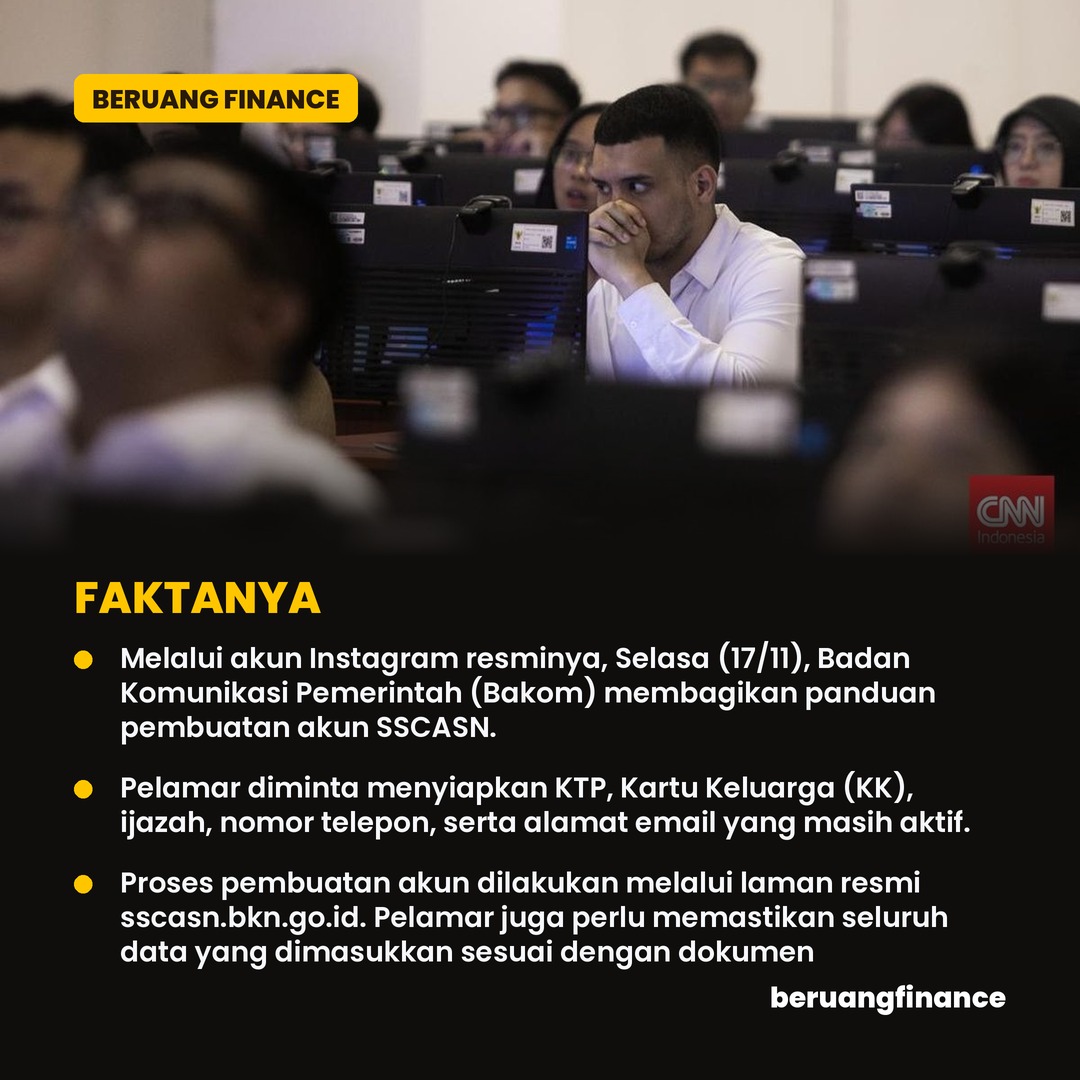 BERUANG FINANCE
CNN
Indonesia
FAKTANYA
Melalui akun Instagram resminya, Selasa (17/11), Badan
Komunikasi Pemerintah (Bakom) membagikan panduan
pembuatan akun SSCASN.
Pelamar diminta menyiapkan KTP, Kartu Keluarga (KK),
ijazah, nomor telepon, serta alamat email yang masih aktif.
Proses pembuatan akun dilakukan melalui laman resmi
sscasn.bkn.go.id. Pelamar juga perlu memastikan seluruh
data yang dimasukkan sesuai dengan dokumen
beruangfinance